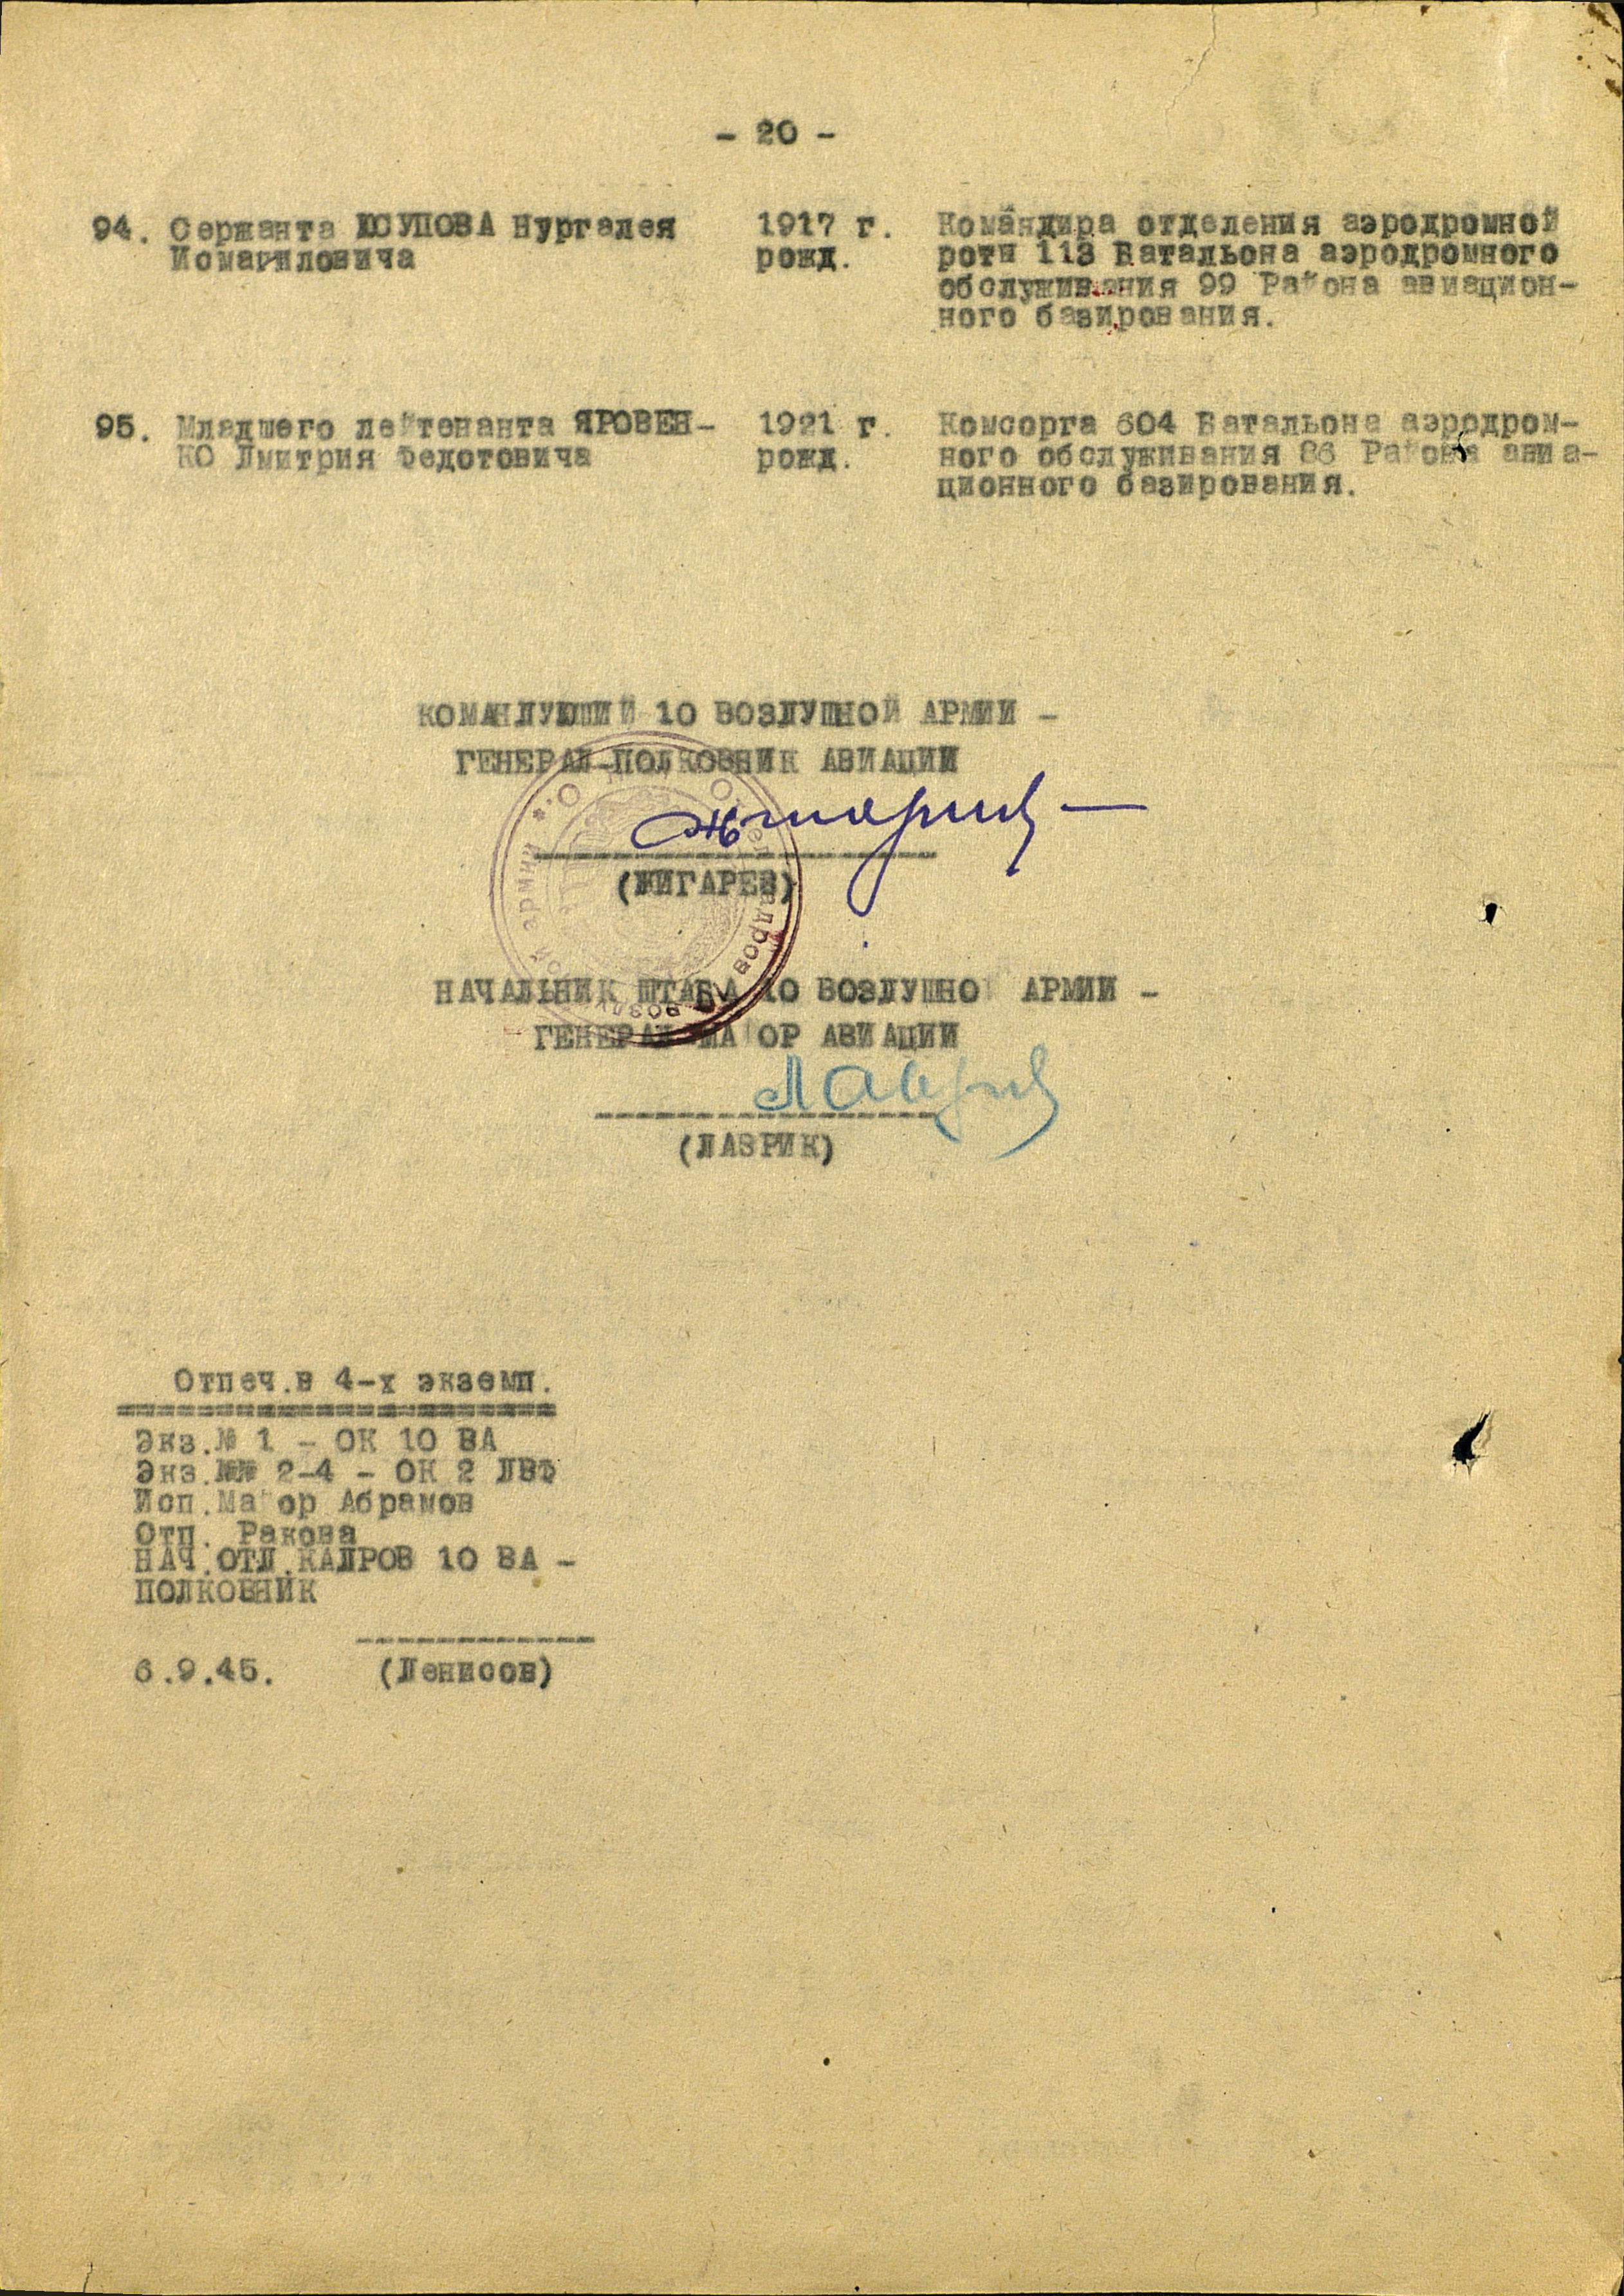 - 20 -
94. Сержанта ЮСУПОВА Нургалея 1917 г. Командира отделения аэродромной
Исмагиловича рожд. роты 113 Батальона аэродромного
обслуживания 99 Района авиацион-
ного базирования.
95. Младшего лейтенанта ЯРОВЕН- 1921 г. Комсорга 604 Батальона аэродром-
КО Дмитрия Федотовича рожд. ного обслуживания 86 Района авиа-
ционного базирования.
КОМАНДУЮЩИЙ 10 ВОЗДУШНОЙ АРМИИ -
ГЕНЕРАЛ-ПОЛКОВНИК АВИАЦИИ
(ЖИГАРЕВ)
НАЧАЛЬНИК ШТАБА 10 ВОЗДУШНОЙ АРМИИ -
ГЕНЕРАЛ-МАЙОР АВИАЦИИ
Лаврик
(ЛАВРИК)
Отпеч.в 4-х экземп.
Экз.№ 1 - ОК 10 ВА
Экз.№№ 2-4 - ОК 2 ДВФ
Исп.Майор Абрамов
Отп. Ракова
НАЧ.ОТД.КАДРОВ 10 ВА -
ПОЛКОВНИК
6.9.45. (Денисов)